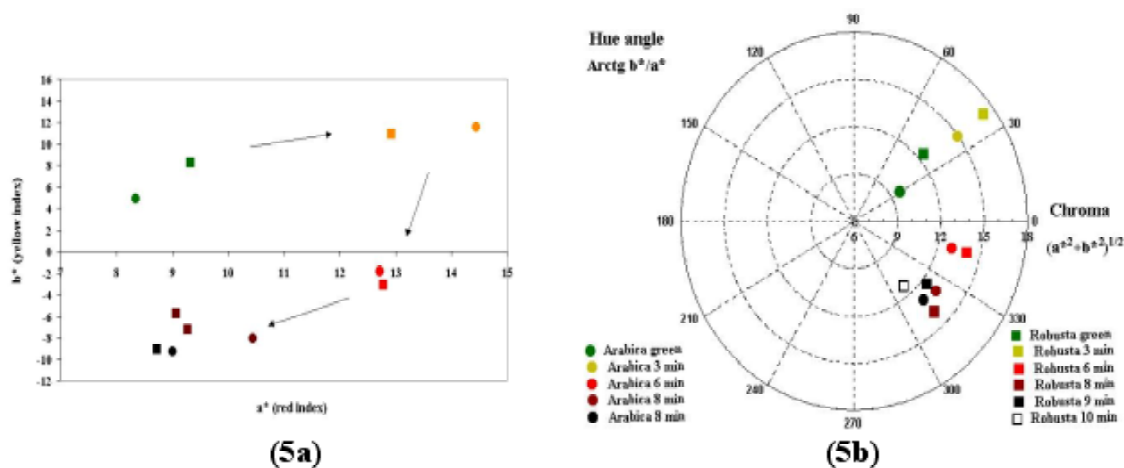 16
14
12
10
8
6
4
2
0
-2
-4
-6
-8
-10
-12
7
8
9
10
11
12
13
14
15
b* (yellow index)
a* (red index)
(5a)
Hue angle
Arctg b*/a*
90
60
30
0
330
300
270
240
210
180
150
120
6
6
9
12
15
18
Chroma
(a*2+b*2)1/2
Arabica green
Arabica 3 min
Arabica 6 min
Arabica 8 min
Arabica 8 min
Robusta green
Robusta 3 min
Robusta 6 min
Robusta 8 min
Robusta 9 min
Robusta 10 min
(5b)